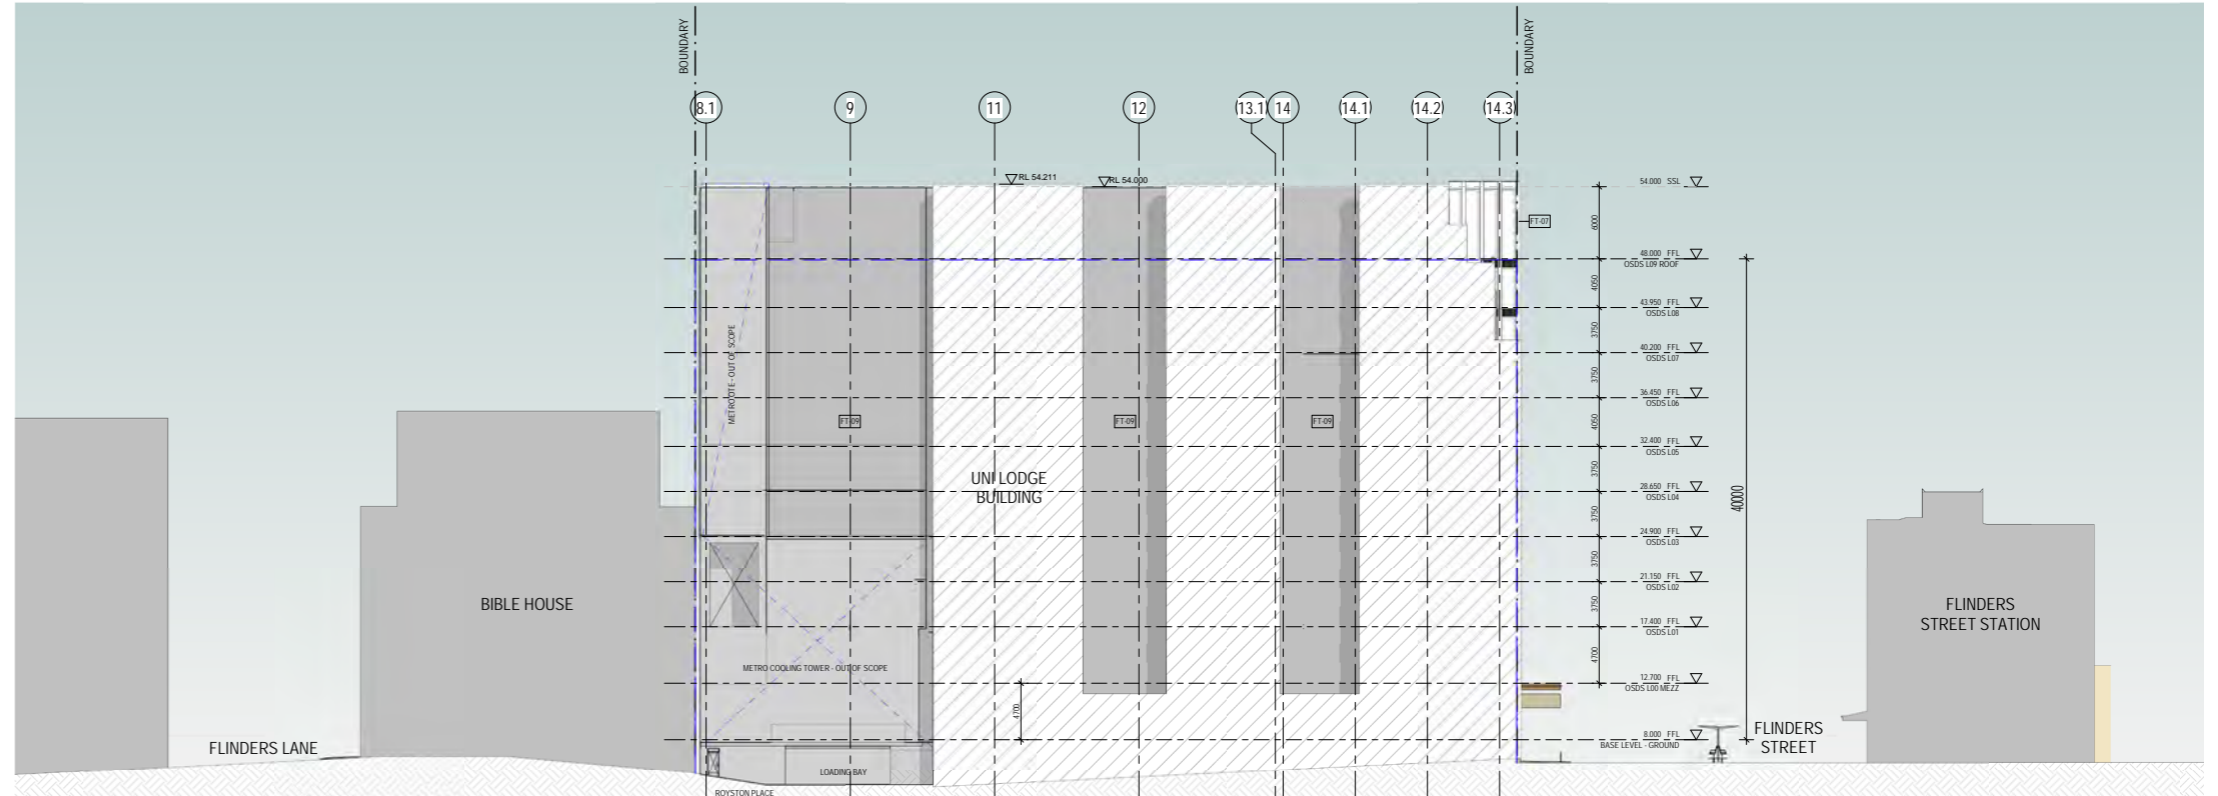 BOUNDARY
BOUNDARY
8.1
9
11
12
13.1
14
14.1
14.2
14.3
RL 54.211
RL 54.000
54.000 SSL
FT-07
6000
48.000 FFL
OSDS L09 ROOF
4050
43.950 FFL
OSDS L08
3750
40.200 FFL
OSDS L07
3750
36.450 FFL
OSDS L06
4050
32.400 FFL
OSDS L05
3750
28.650 FFL
OSDS L04
3750
24.900 FFL
OSDS L03
3750
21.150 FFL
OSDS L02
3750
17.400 FFL
OSDS L01
4700
12.700 FFL
OSDS L00 MEZZ
8.000 FFL
BASE LEVEL - GROUND
40000
METRO OTE - OUT OF SCOPE
FT-09
FT-09
FT-09
UNI LODGE
BUILDING
BIBLE HOUSE
FLINDERS
STREET STATION
METRO COOLING TOWER - OUT OF SCOPE
4700
FLINDERS LANE
FLINDERS
STREET
LOADING BAY
ROYSTON PLACE